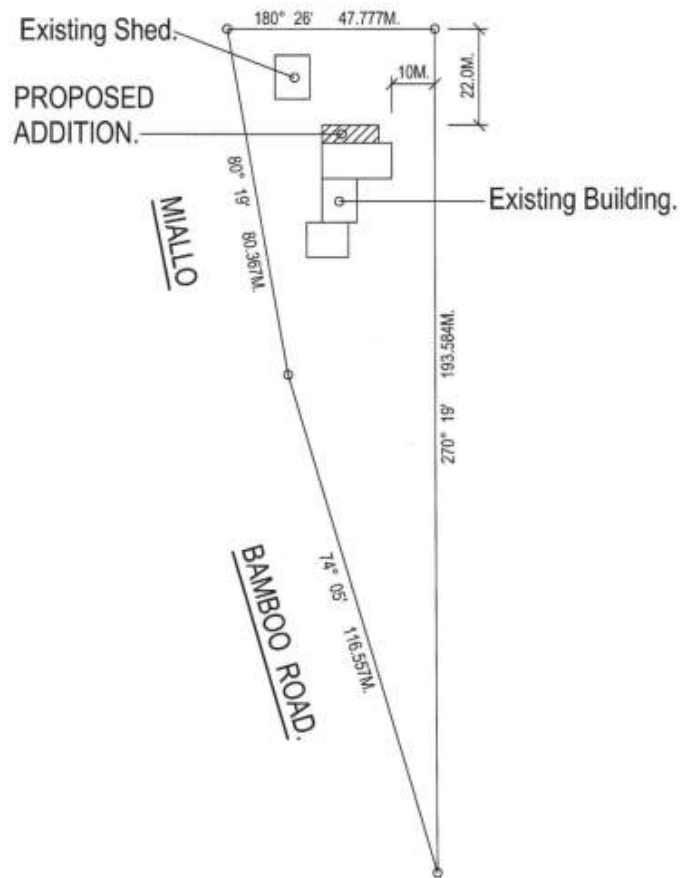 180° 26' 47.777M.
Existing Shed.
10M.
22.0M.
PROPOSED
ADDITION.
80° 19' 80.367M.
MIALLO
Existing Building.
270° 19' 193.584M.
74° 05' 116.557M.
BAMBOO ROAD.